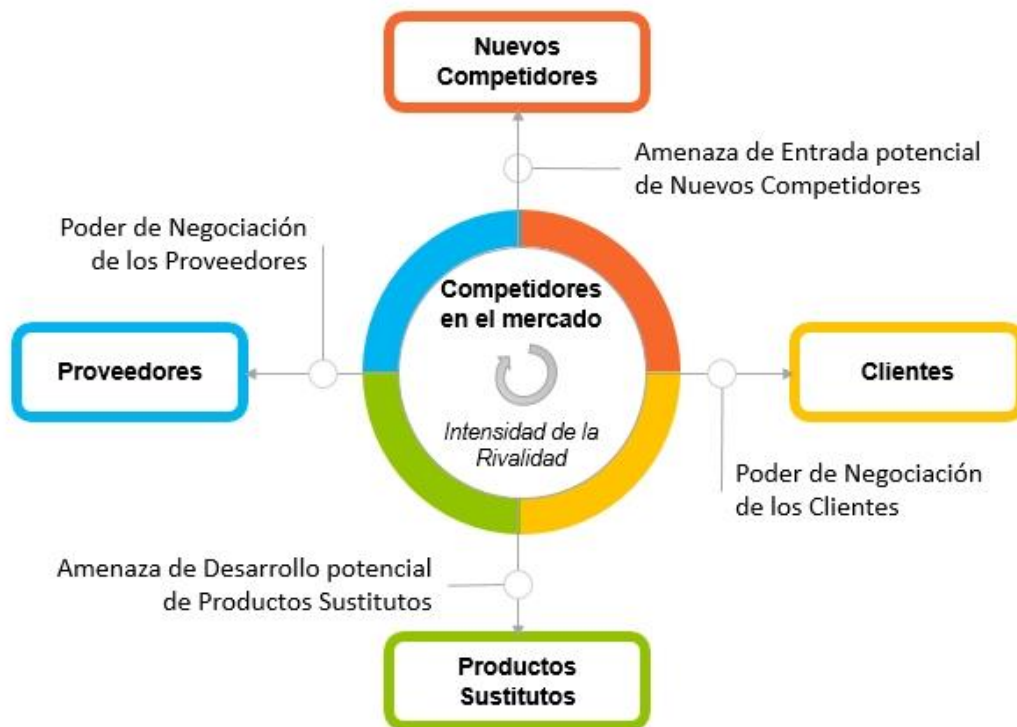 Nuevos
Competidores
Amenaza de Entrada potencial
de Nuevos Competidores
Poder de Negociación
de los Proveedores
Competidores
en el mercado
Proveedores
Clientes
Intensidad de la
Rivalidad
Poder de Negociación
de los Clientes
Amenaza de Desarrollo potencial
de Productos Sustitutos
Productos
Sustitutos